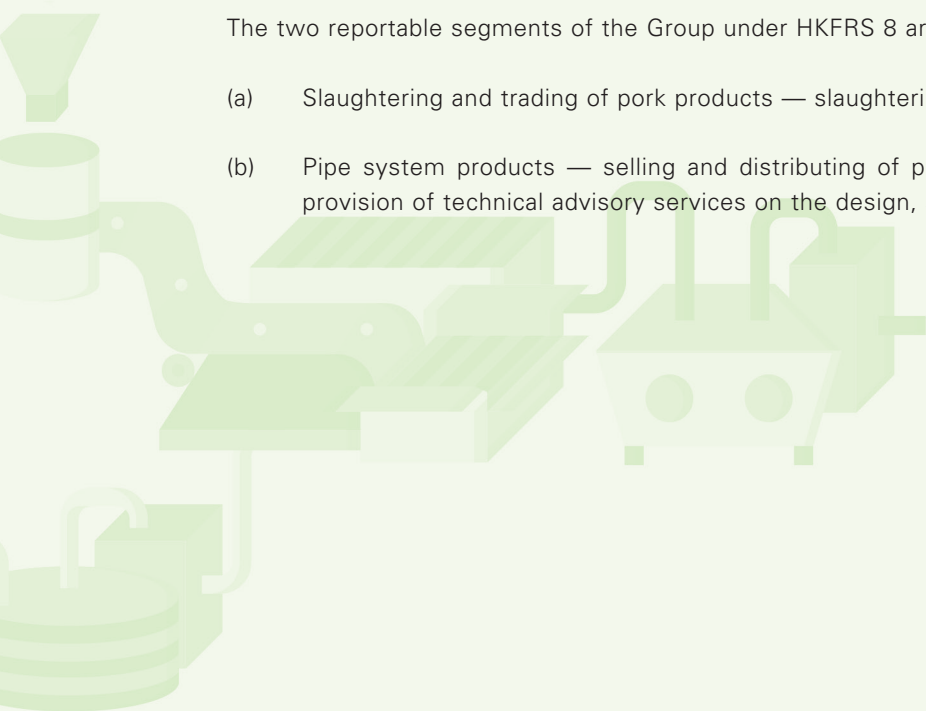 The two reportable segments of the Group under HKFRS 8 ar
(a) Slaughtering and trading of pork products — slaughteri
(b) Pipe system products — selling and distributing of p
provision of technical advisory services on the design,